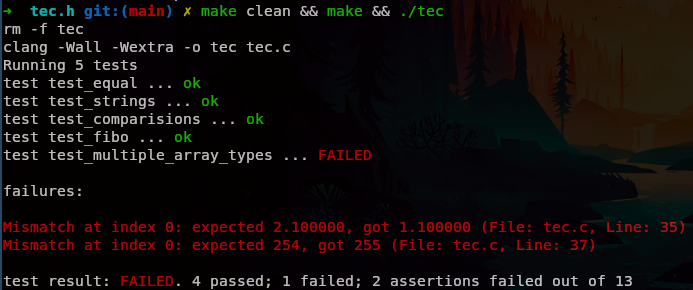 ➜ tec.h git:(main) ✗ make clean && make && ./tec
rm -f tec
clang -Wall -Wextra -o tec tec.c
Running 5 tests
test test_equal ... ok
test test_strings ... ok
test test_comparisions ... ok
test test_fibo ... ok
test test_multiple_array_types ... FAILED
failures:
Mismatch at index 0: expected 2.100000, got 1.100000 (File: tec.c, Line: 35)
Mismatch at index 0: expected 254, got 255 (File: tec.c, Line: 37)
test result: FAILED. 4 passed; 1 failed; 2 assertions failed out of 13